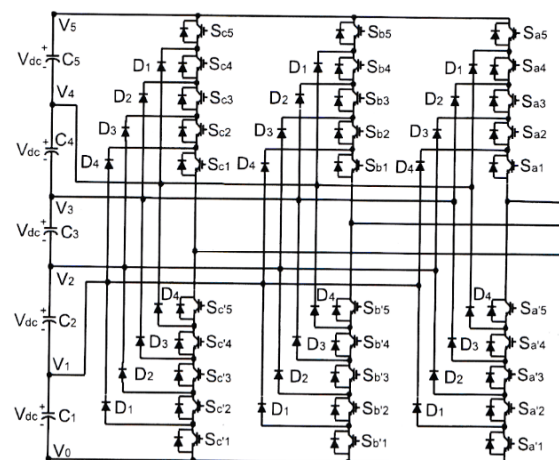 V5 Sc5 Sb5 Sa5
Vdc + - C5 D1 Sc4 D1 Sb4 D1 Sa4
V4 D2 Sc3 D2 Sb3 D2 Sa3
Vdc + - C4 D3 Sc2 D3 Sb2 D3 Sa2
D4 Sc1 D4 Sb1 D4 Sa1
V3
Vdc + - C3
V2
D4 Sc'5 D4 Sb'5 D4 Sa'5
Vdc + - C2 D3 Sc'4 D3 Sb'4 D3 Sa'4
V1 D2 Sc'3 D2 Sb'3 D2 Sa'3
Vdc + - C1 D1 Sc'2 D1 Sb'2 D1 Sa'2
V0 Sc'1 Sb'1 Sa'1